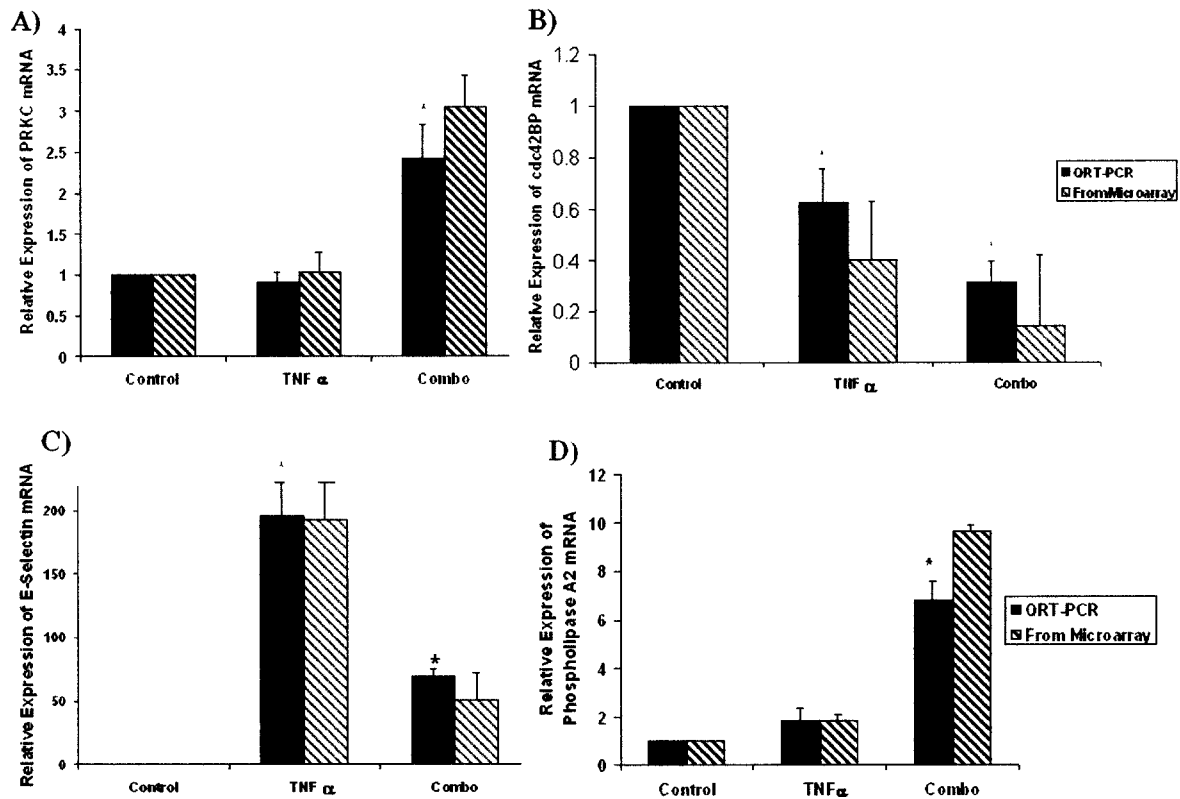 A)
Relative Expression of PRKC mRNA
4
3.5
3
2.5
2
1.5
1
0.5
0
*
Control
TNF α
Combo
B)
Relative Expression of cdc42BP mRNA
1.2
1
0.8
0.6
0.4
0.2
0
*
*
Control
TNF α
Combo
QRT-PCR
From Microarray
C)
Relative Expression of E-Selectin mRNA
200
150
100
50
0
*
*
Control
TNF α
Combo
D)
Relative Expression of
Phospholipase A2 mRNA
12
10
8
6
4
2
0
*
Control
TNFα
Combo
QRT-PCR
From Microarray